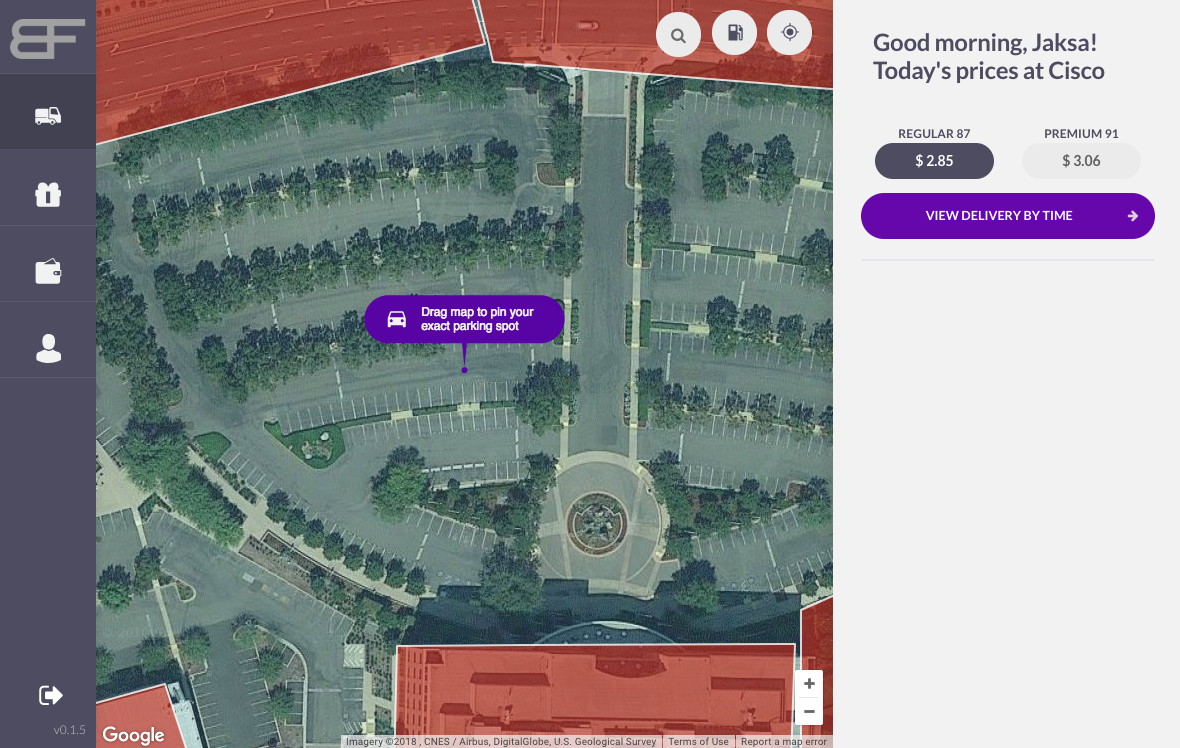 BF
Good morning, Jaksa!
Today's prices at Cisco
REGULAR 87
PREMIUM 91
$ 2.85
$ 3.06
VIEW DELIVERY BY TIME
Drag map to pin your
exact parking spot
+
−
v0.1.5
Google
Imagery ©2018 , CNES / Airbus, DigitalGlobe, U.S. Geological Survey
Terms of Use
Report a map error